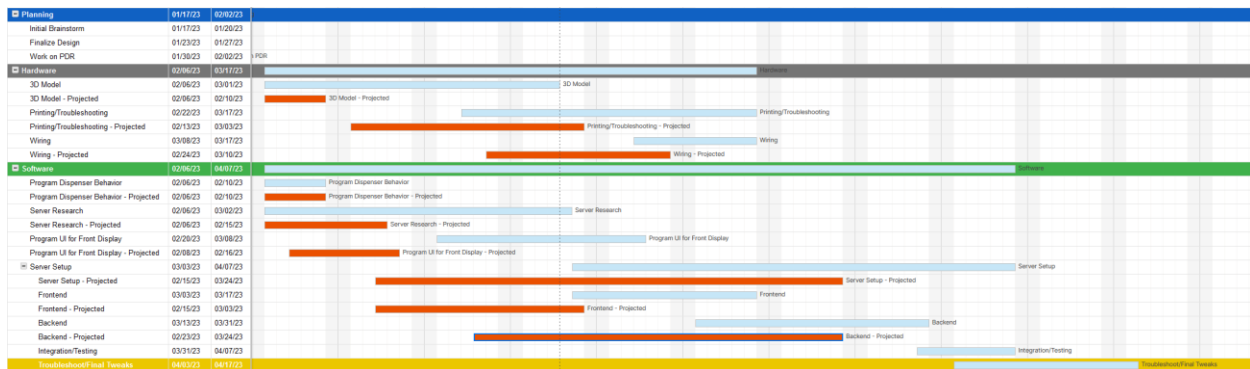 Planning 01/17/23 02/02/23
Initial Brainstorm 01/17/23 01/20/23
Finalize Design 01/23/23 01/27/23
Work on PDR 01/30/23 02/02/23 PDR
Hardware 02/06/23 03/17/23 Hardware
3D Model 02/06/23 03/01/23 3D Model
3D Model - Projected 02/06/23 02/10/23 3D Model - Projected
Printing/Troubleshooting 02/22/23 03/17/23 Printing/Troubleshooting
Printing/Troubleshooting - Projected 02/13/23 03/03/23 Printing/Troubleshooting - Projected
Wiring 03/08/23 03/17/23 Wiring
Wiring - Projected 02/24/23 03/10/23 Wiring - Projected
Software 02/06/23 04/07/23 Software
Program Dispenser Behavior 02/06/23 02/10/23 Program Dispenser Behavior
Program Dispenser Behavior - Projected 02/06/23 02/10/23 Program Dispenser Behavior - Projected
Server Research 02/06/23 03/02/23 Server Research
Server Research - Projected 02/06/23 02/15/23 Server Research - Projected
Program UI for Front Display 02/20/23 03/08/23 Program UI for Front Display
Program UI for Front Display - Projected 02/08/23 02/16/23 Program UI for Front Display - Projected
Server Setup 03/03/23 04/07/23 Server Setup
Server Setup - Projected 02/15/23 03/24/23 Server Setup - Projected
Frontend 03/03/23 03/17/23 Frontend
Frontend - Projected 02/15/23 03/03/23 Frontend - Projected
Backend 03/13/23 03/31/23 Backend
Backend - Projected 02/23/23 03/24/23 Backend - Projected
Integration/Testing 03/31/23 04/07/23 Integration/Testing
Troubleshoot/Final Tweaks 04/03/23 04/17/23 Troubleshoot/Final Tweaks